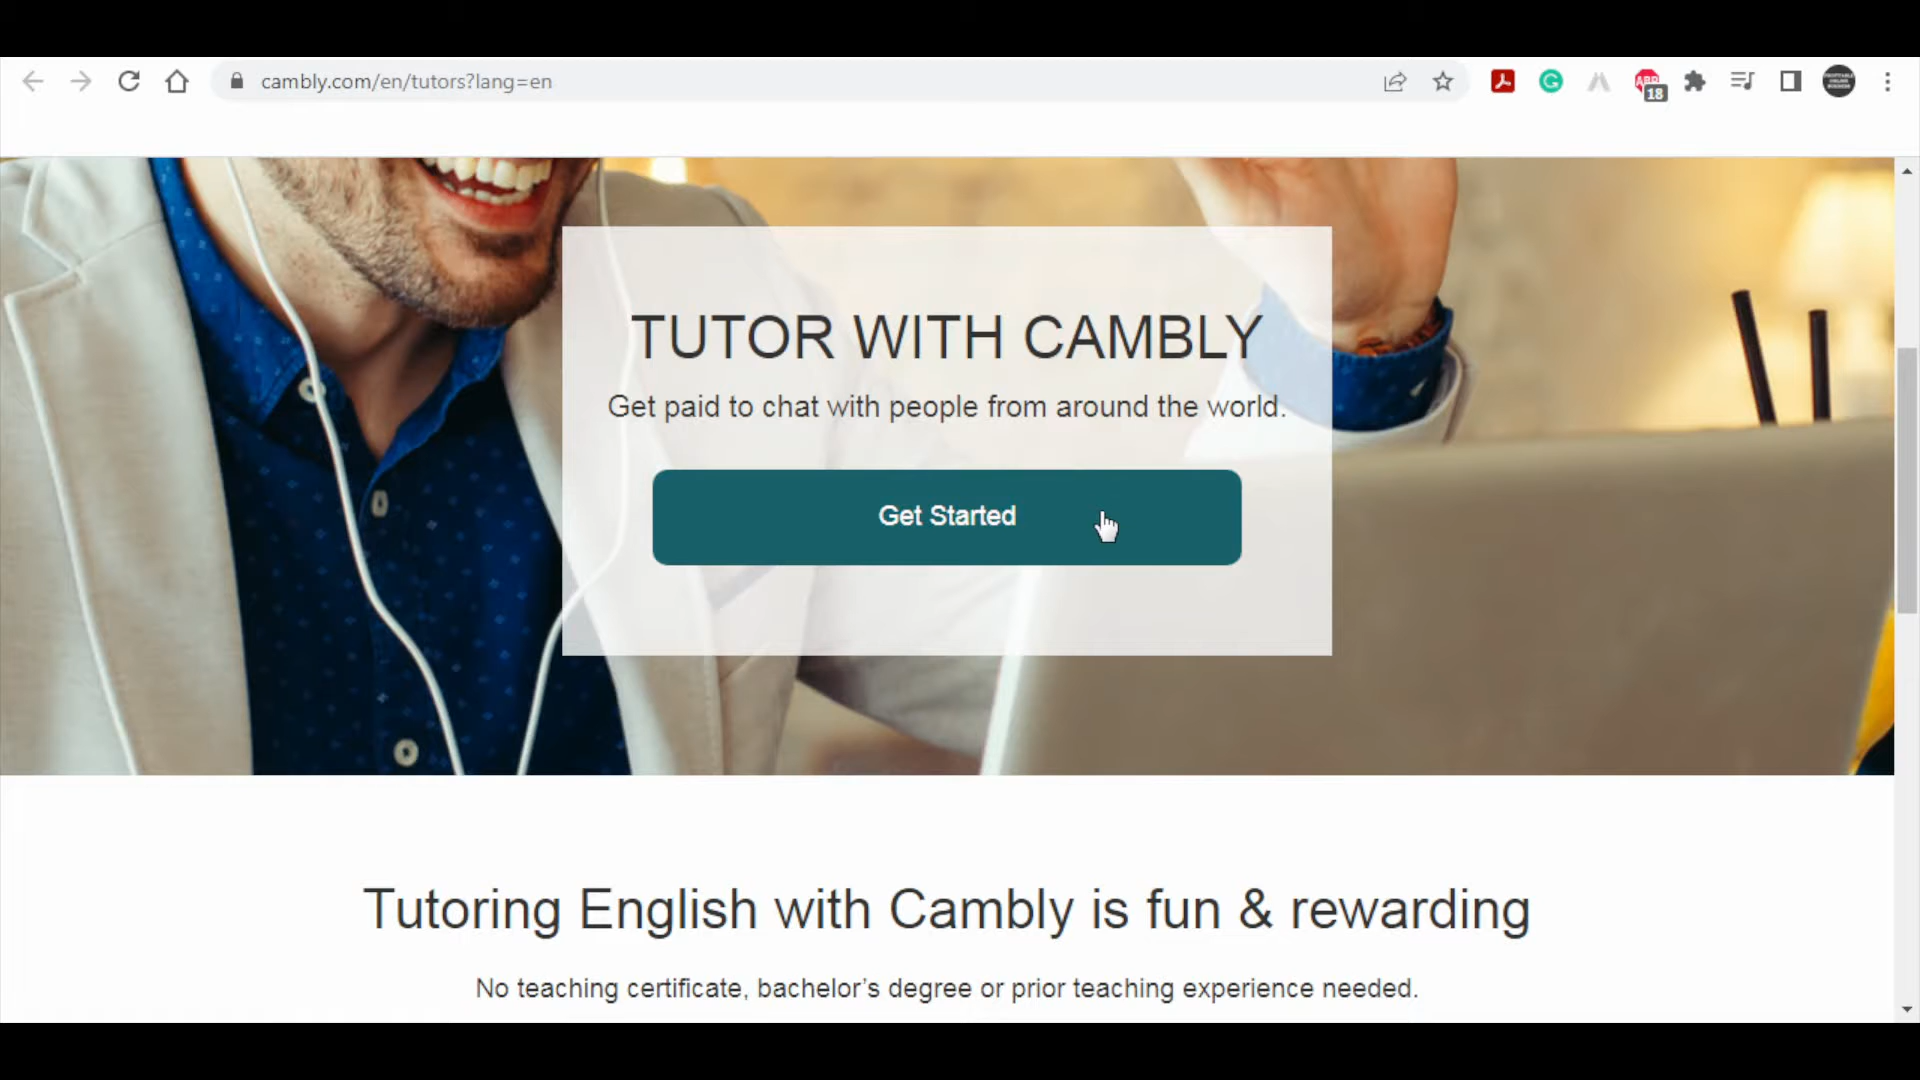 cambly.com/en/tutors?lang=en
ABP
18
TUTOR WITH CAMBLY
Get paid to chat with people from around the world.
Get Started
Tutoring English with Cambly is fun & rewarding
No teaching certificate, bachelor’s degree or prior teaching experience needed.